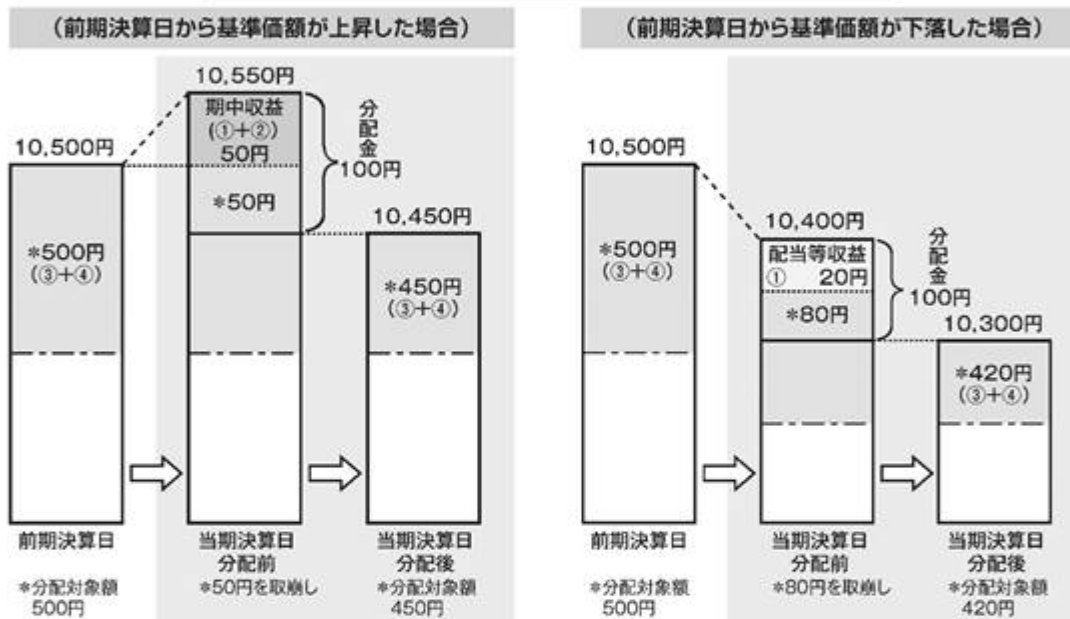 (前期決算日から基準価額が上昇した場合)
10,550円
期中収益
(①+②)
50円
*50円
分配金
100円
10,500円
*500円
(③+④)
10,450円
*450円
(③+④)
前期決算日
当期決算日
分配前
当期決算日
分配後
*分配対象額
500円
*50円を取崩し
*分配対象額
450円
(前期決算日から基準価額が下落した場合)
10,500円
*500円
(③+④)
10,400円
配当等収益
① 20円
*80円
分配金
100円
10,300円
*420円
(③+④)
前期決算日
当期決算日
分配前
当期決算日
分配後
*分配対象額
500円
*80円を取崩し
*分配対象額
420円